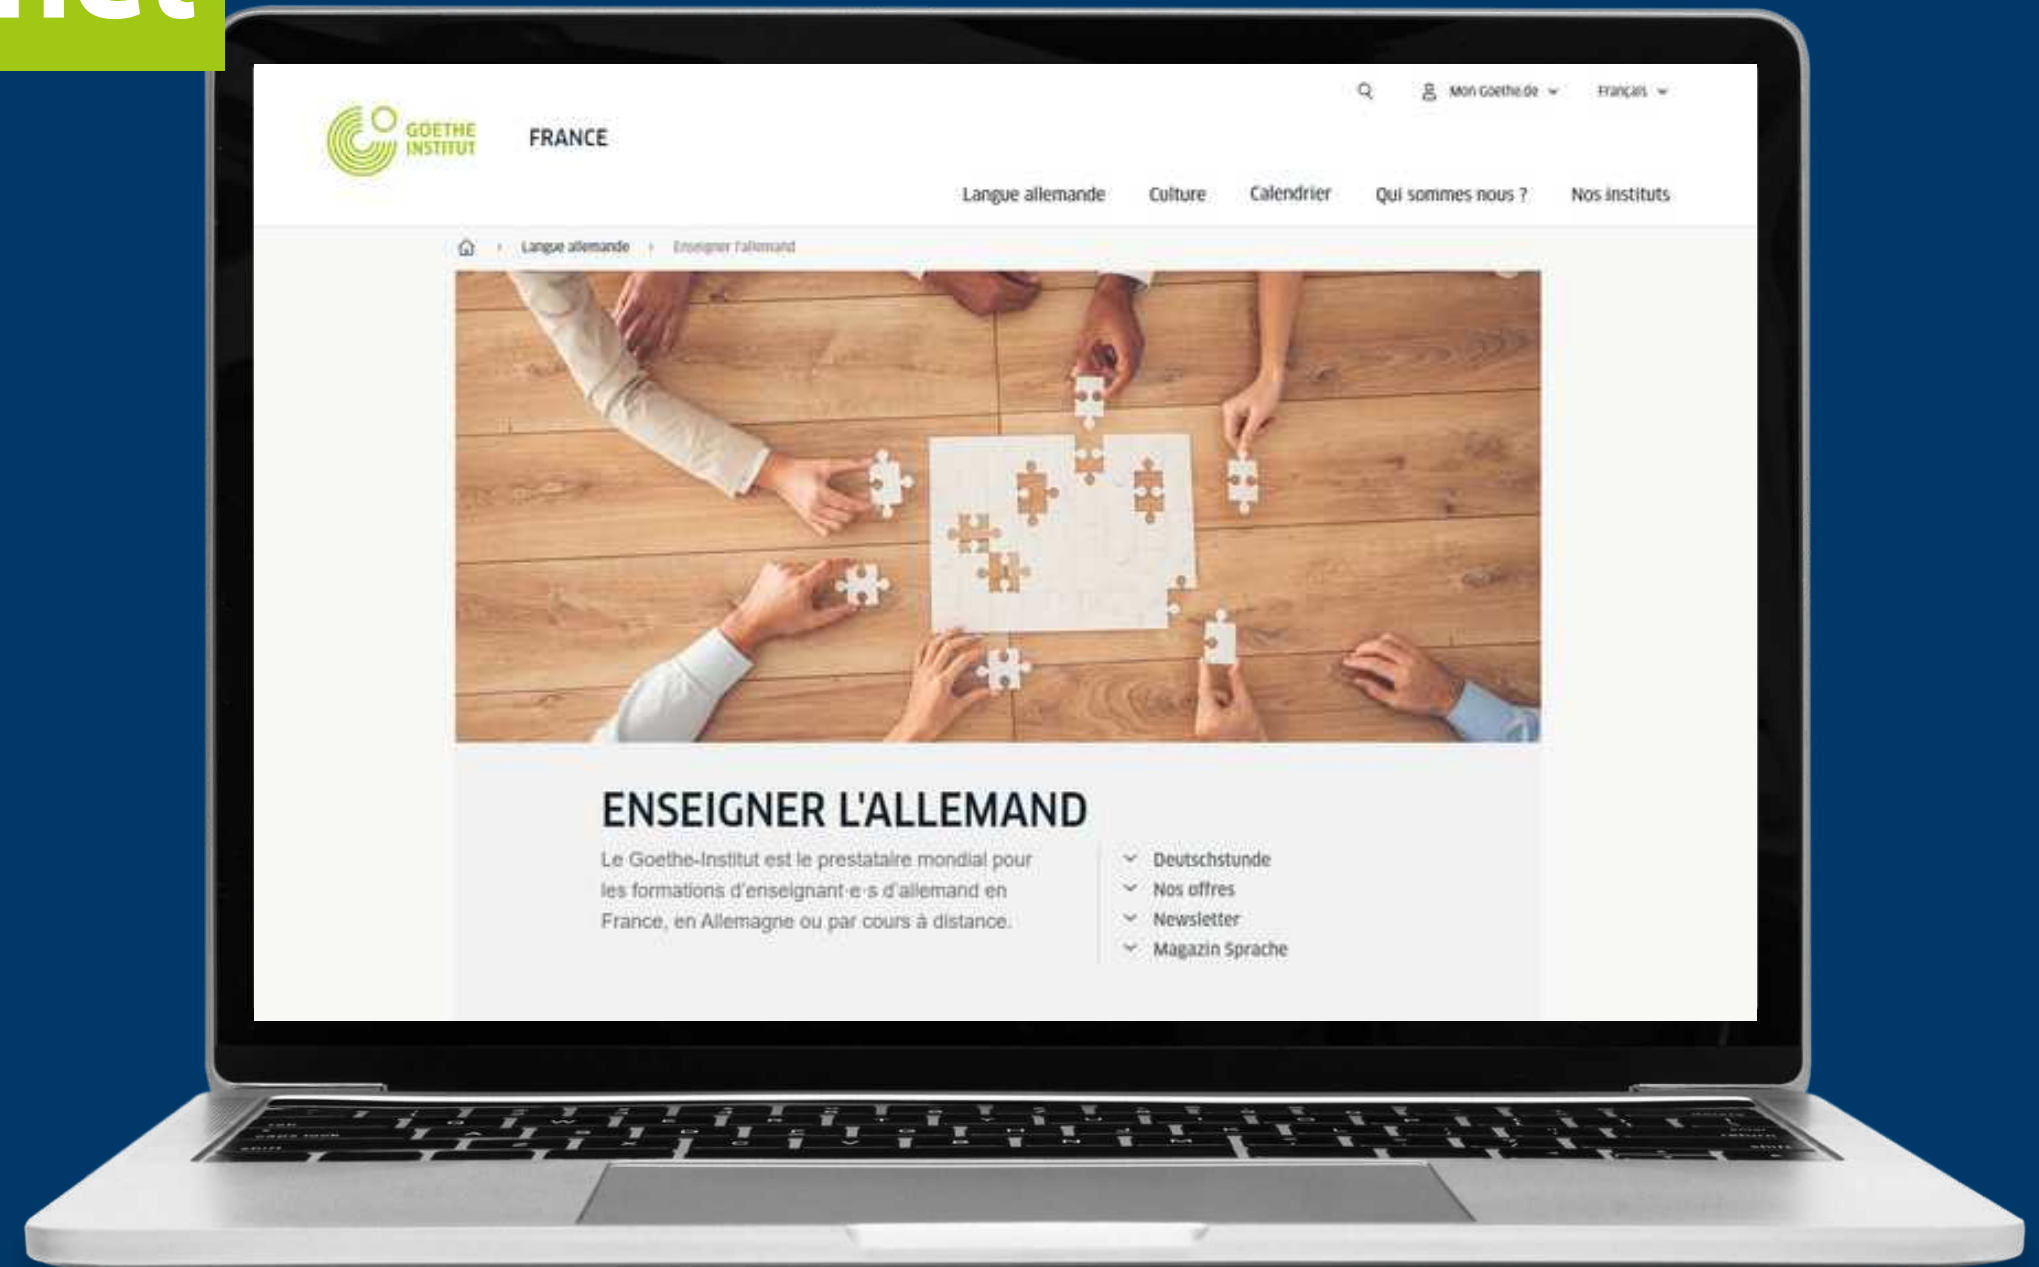 GOETHE
INSTITUT
FRANCE
Mon Goethe.de
Français
Langue allemande
Culture
Calendrier
Qui sommes nous ?
Nos instituts
Langue allemande
Enseigner l'allemand
ENSEIGNER L'ALLEMAND
Le Goethe-Institut est le prestataire mondial pour
les formations d'enseignant·e·s d'allemand en
France, en Allemagne ou par cours à distance.
Deutschstunde
Nos offres
Newsletter
Magazin Sprache